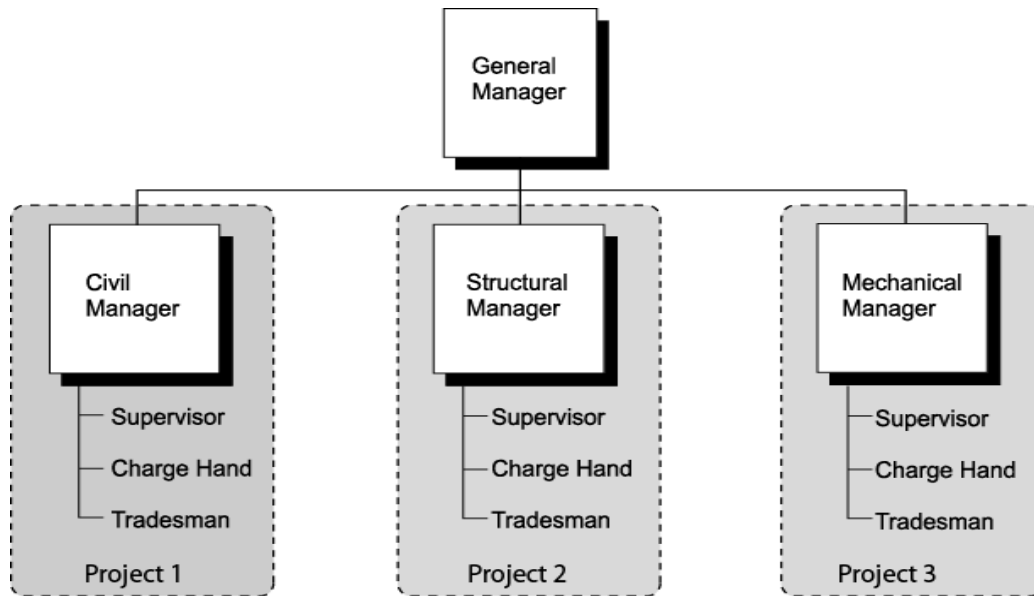 General
Manager
Civil
Manager
Supervisor
Charge Hand
Tradesman
Project 1
Structural
Manager
Supervisor
Charge Hand
Tradesman
Project 2
Mechanical
Manager
Supervisor
Charge Hand
Tradesman
Project 3